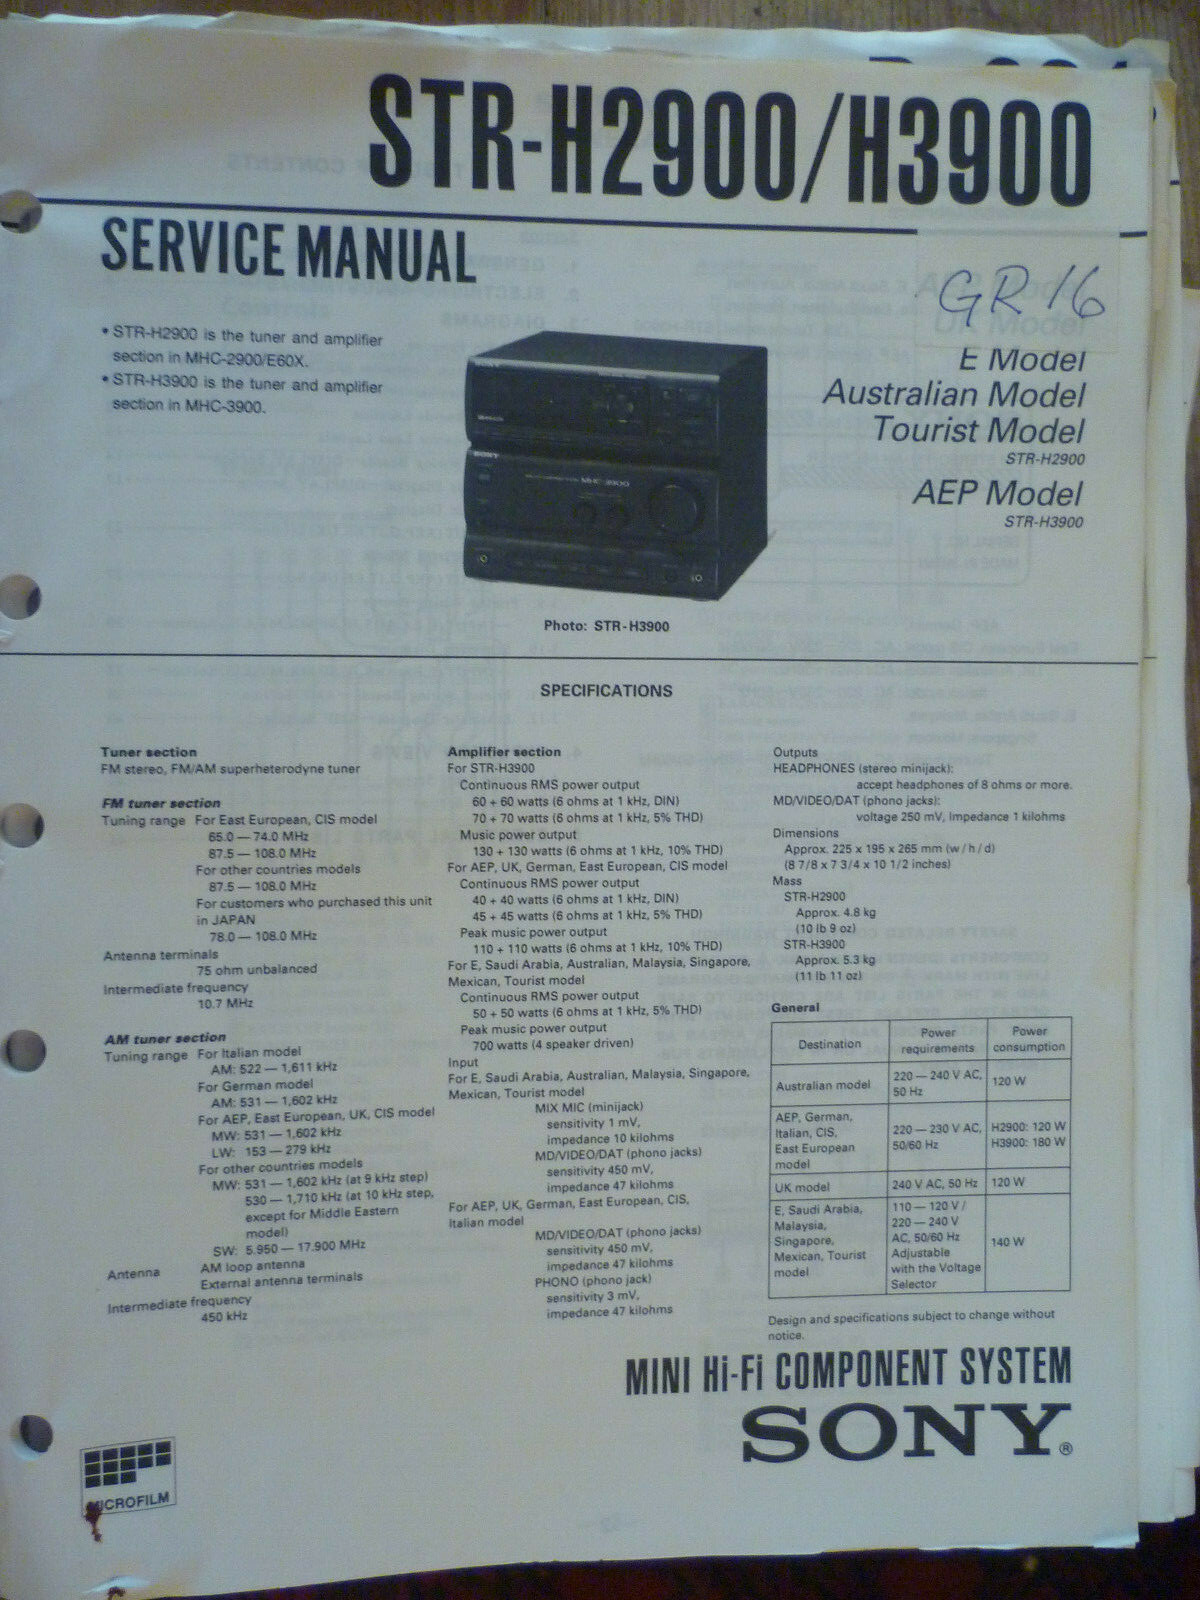 STR-H2900/H3900
SERVICE MANUAL
• STR-H2900 is the tuner and amplifier
section in MHC-2900/E60X.
• STR-H3900 is the tuner and amplifier
section in MHC-3900.
GR 16
E Model
Australian Model
Tourist Model
STR-H2900
AEP Model
STR-H3900
SONY
MHC-3900
Photo: STR-H3900
SPECIFICATIONS
Tuner section
FM stereo, FM/AM superheterodyne tuner
FM tuner section
Tuning range For East European, CIS model
65.0 — 74.0 MHz
87.5 — 108.0 MHz
For other countries models
87.5 — 108.0 MHz
For customers who purchased this unit
in JAPAN
78.0 — 108.0 MHz
Antenna terminals
75 ohm unbalanced
Intermediate frequency
10.7 MHz
AM tuner section
Tuning range For Italian model
AM: 522 — 1,611 kHz
For German model
AM: 531 — 1,602 kHz
For AEP, East European, UK, CIS model
MW: 531 — 1,602 kHz
LW: 153 — 279 kHz
For other countries models
MW: 531 — 1,602 kHz (at 9 kHz step)
530 — 1,710 kHz (at 10 kHz step,
except for Middle Eastern
model)
SW: 5.950 — 17.900 MHz
Antenna AM loop antenna
External antenna terminals
Intermediate frequency
450 kHz
Amplifier section
For STR-H3900
Continuous RMS power output
60 + 60 watts (6 ohms at 1 kHz, DIN)
70 + 70 watts (6 ohms at 1 kHz, 5% THD)
Music power output
130 + 130 watts (6 ohms at 1 kHz, 10% THD)
For AEP, UK, German, East European, CIS model
Continuous RMS power output
40 + 40 watts (6 ohms at 1 kHz, DIN)
45 + 45 watts (6 ohms at 1 kHz, 5% THD)
Peak music power output
110 + 110 watts (6 ohms at 1 kHz, 10% THD)
For E, Saudi Arabia, Australian, Malaysia, Singapore,
Mexican, Tourist model
Continuous RMS power output
50 + 50 watts (6 ohms at 1 kHz, 5% THD)
Peak music power output
700 watts (4 speaker driven)
Input
For E, Saudi Arabia, Australian, Malaysia, Singapore,
Mexican, Tourist model
MIX MIC (minijack)
sensitivity 1 mV,
impedance 10 kilohms
MD/VIDEO/DAT (phono jacks)
sensitivity 450 mV,
impedance 47 kilohms
For AEP, UK, German, East European, CIS,
Italian model
MD/VIDEO/DAT (phono jacks)
sensitivity 450 mV,
impedance 47 kilohms
PHONO (phono jack)
sensitivity 3 mV,
impedance 47 kilohms
Outputs
HEADPHONES (stereo minijack):
accept headphones of 8 ohms or more.
MD/VIDEO/DAT (phono jacks):
voltage 250 mV, Impedance 1 kilohms
Dimensions
Approx. 225 x 195 x 265 mm (w / h / d)
(8 7/8 x 7 3/4 x 10 1/2 inches)
Mass
STR-H2900
Approx. 4.8 kg
(10 lb 9 oz)
STR-H3900
Approx. 5.3 kg
(11 lb 11 oz)
General
Destination Power requirements Power consumption
Australian model 220 — 240 V AC, 50 Hz 120 W
AEP, German, Italian, CIS, East European model 220 — 230 V AC, 50/60 Hz H2900: 120 W H3900: 180 W
UK model 240 V AC, 50 Hz 120 W
E, Saudi Arabia, Malaysia, Singapore, Mexican, Tourist model 110 — 120 V / 220 — 240 V AC, 50/60 Hz Adjustable with the Voltage Selector 140 W
Design and specifications subject to change without
notice.
MINI Hi-Fi COMPONENT SYSTEM
SONY®
MICROFILM